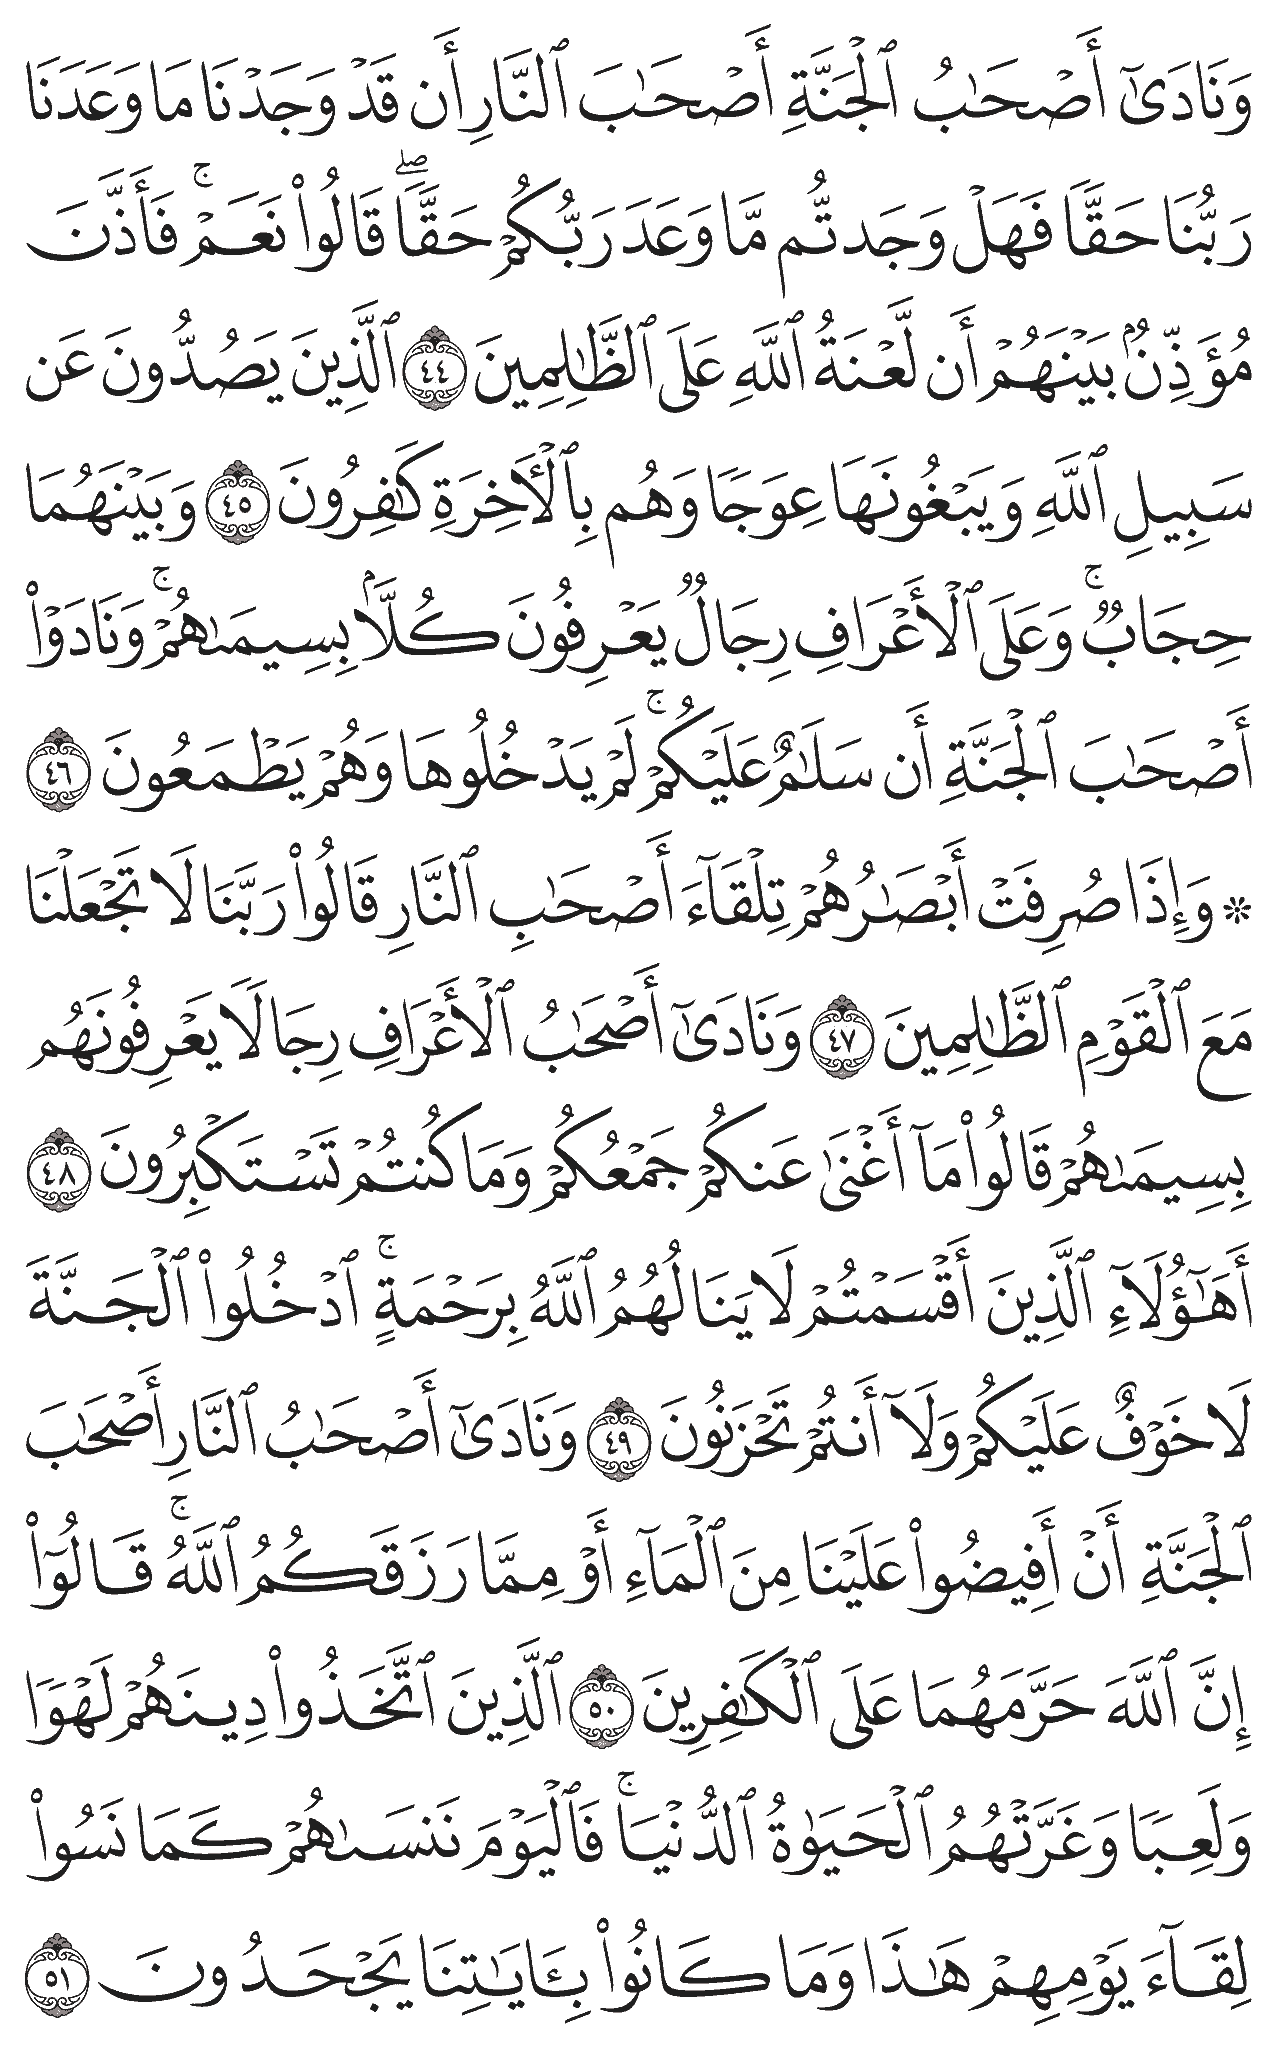 وَنَادَىٰٓ أَصۡحَٰبُ ٱلۡجَنَّةِ أَصۡحَٰبَ ٱلنَّارِ أَن قَدۡ وَجَدۡنَا مَا وَعَدَنَا
رَبُّنَا حَقّٗا فَهَلۡ وَجَدتُّم مَّا وَعَدَ رَبُّكُمۡ حَقّٗاۖ قَالُواْ نَعَمۡۚ فَأَذَّنَ
مُؤَذِّنُۢ بَيۡنَهُمۡ أَن لَّعۡنَةُ ٱللَّهِ عَلَى ٱلظَّٰلِمِينَ ٤٤ ٱلَّذِينَ يَصُدُّونَ عَن
سَبِيلِ ٱللَّهِ وَيَبۡغُونَهَا عِوَجٗا وَهُم بِٱلۡأٓخِرَةِ كَٰفِرُونَ ٤٥ وَبَيۡنَهُمَا
حِجَابٞۚ وَعَلَى ٱلۡأَعۡرَافِ رِجَالٞ يَعۡرِفُونَ كُلَّۢا بِسِيمَىٰهُمۡۚ وَنَادَوۡاْ
أَصۡحَٰبَ ٱلۡجَنَّةِ أَن سَلَٰمٌ عَلَيۡكُمۡۚ لَمۡ يَدۡخُلُوهَا وَهُمۡ يَطۡمَعُونَ ٤٦
۞ وَإِذَا صُرِفَتۡ أَبۡصَٰرُهُمۡ تِلۡقَآءَ أَصۡحَٰبِ ٱلنَّارِ قَالُواْ رَبَّنَا لَا تَجۡعَلۡنَا
مَعَ ٱلۡقَوۡمِ ٱلظَّٰلِمِينَ ٤٧ وَنَادَىٰٓ أَصۡحَٰبُ ٱلۡأَعۡرَافِ رِجَالٗا يَعۡرِفُونَهُم
بِسِيمَىٰهُمۡ قَالُواْ مَآ أَغۡنَىٰ عَنكُمۡ جَمۡعُكُمۡ وَمَا كُنتُمۡ تَسۡتَكۡبِرُونَ ٤٨
أَهَٰٓؤُلَآءِ ٱلَّذِينَ أَقۡسَمۡتُمۡ لَا يَنَالُهُمُ ٱللَّهُ بِرَحۡمَةٍۚ ٱدۡخُلُواْ ٱلۡجَنَّةَ
لَا خَوۡفٌ عَلَيۡكُمۡ وَلَآ أَنتُمۡ تَحۡزَنُونَ ٤٩ وَنَادَىٰٓ أَصۡحَٰبُ ٱلنَّارِ أَصۡحَٰبَ
ٱلۡجَنَّةِ أَنۡ أَفِيضُواْ عَلَيۡنَا مِنَ ٱلۡمَآءِ أَوۡ مِمَّا رَزَقَكُمُ ٱللَّهُۚ قَالُوٓاْ
إِنَّ ٱللَّهَ حَرَّمَهُمَا عَلَى ٱلۡكَٰفِرِينَ ٥٠ ٱلَّذِينَ ٱتَّخَذُواْ دِينَهُمۡ لَهۡوٗا
وَلَعِبٗا وَغَرَّتۡهُمُ ٱلۡحَيَوٰةُ ٱلدُّنۡيَاۚ فَٱلۡيَوۡمَ نَنسَىٰهُمۡ كَمَا نَسُواْ
لِقَآءَ يَوۡمِهِمۡ هَٰذَا وَمَا كَانُواْ بِـَٔايَٰتِنَا يَجۡحَدُونَ ٥١